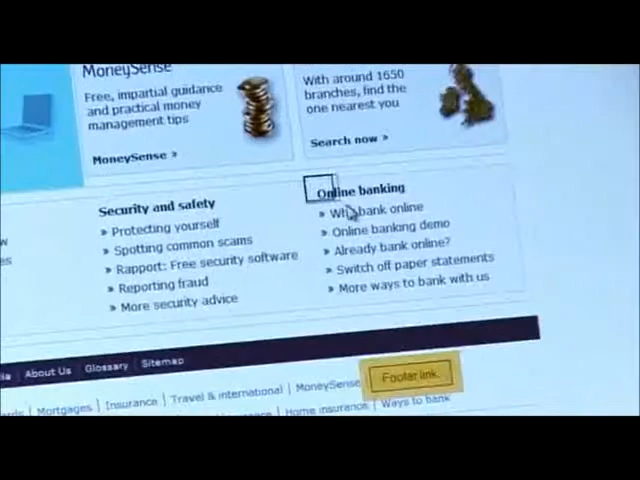 MoneySense
Free, impartial guidance
and practical money
management tips
MoneySense »
With around 1650
branches, find the
one nearest you
Search now »
Security and safety
» Protecting yourself
» Spotting common scams
» Rapport: Free security software
» Reporting fraud
» More security advice
Online banking
» Why bank online
» Online banking demo
» Already bank online?
» Switch off paper statements
» More ways to bank with us
| About Us | Glossary | Sitemap
| Mortgages | Insurance | Travel & international | MoneySense
Footer link.
| Home insurance | Ways to bank